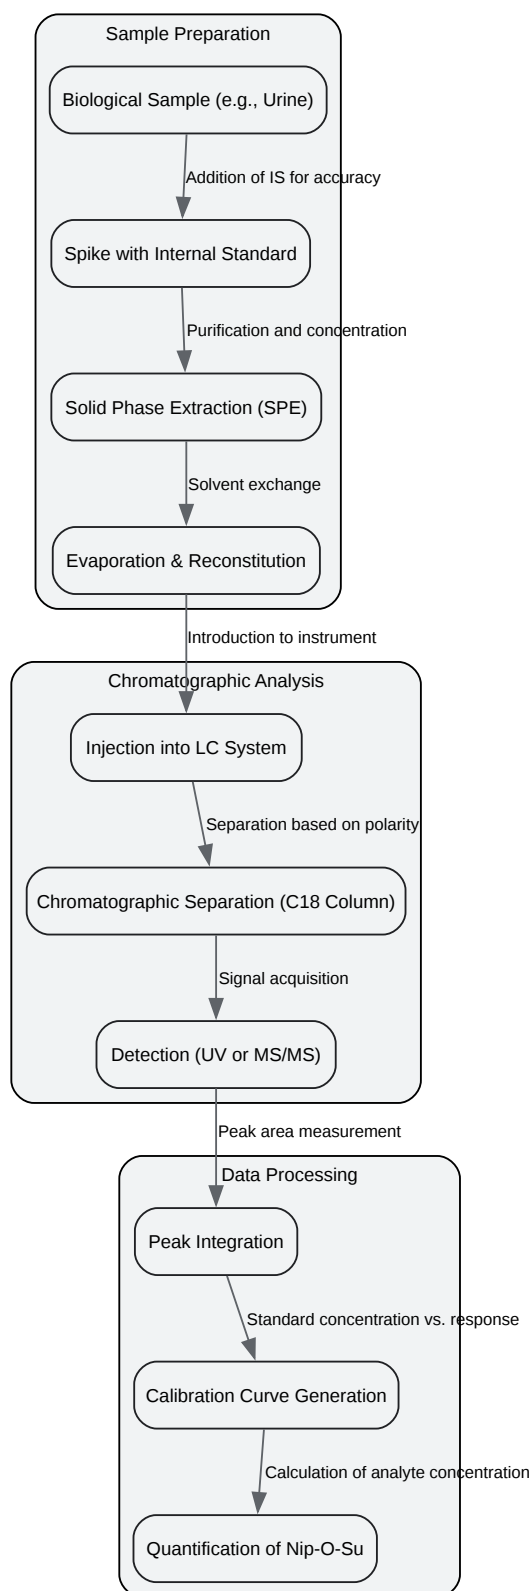 Sample Preparation
Biological Sample (e.g., Urine)
Addition of IS for accuracy
Spike with Internal Standard
Purification and concentration
Solid Phase Extraction (SPE)
Solvent exchange
Evaporation & Reconstitution
Introduction to instrument
Chromatographic Analysis
Injection into LC System
Separation based on polarity
Chromatographic Separation (C18 Column)
Signal acquisition
Detection (UV or MS/MS)
Peak area measurement
Data Processing
Peak Integration
Standard concentration vs. response
Calibration Curve Generation
Calculation of analyte concentration
Quantification of Nip-O-Su